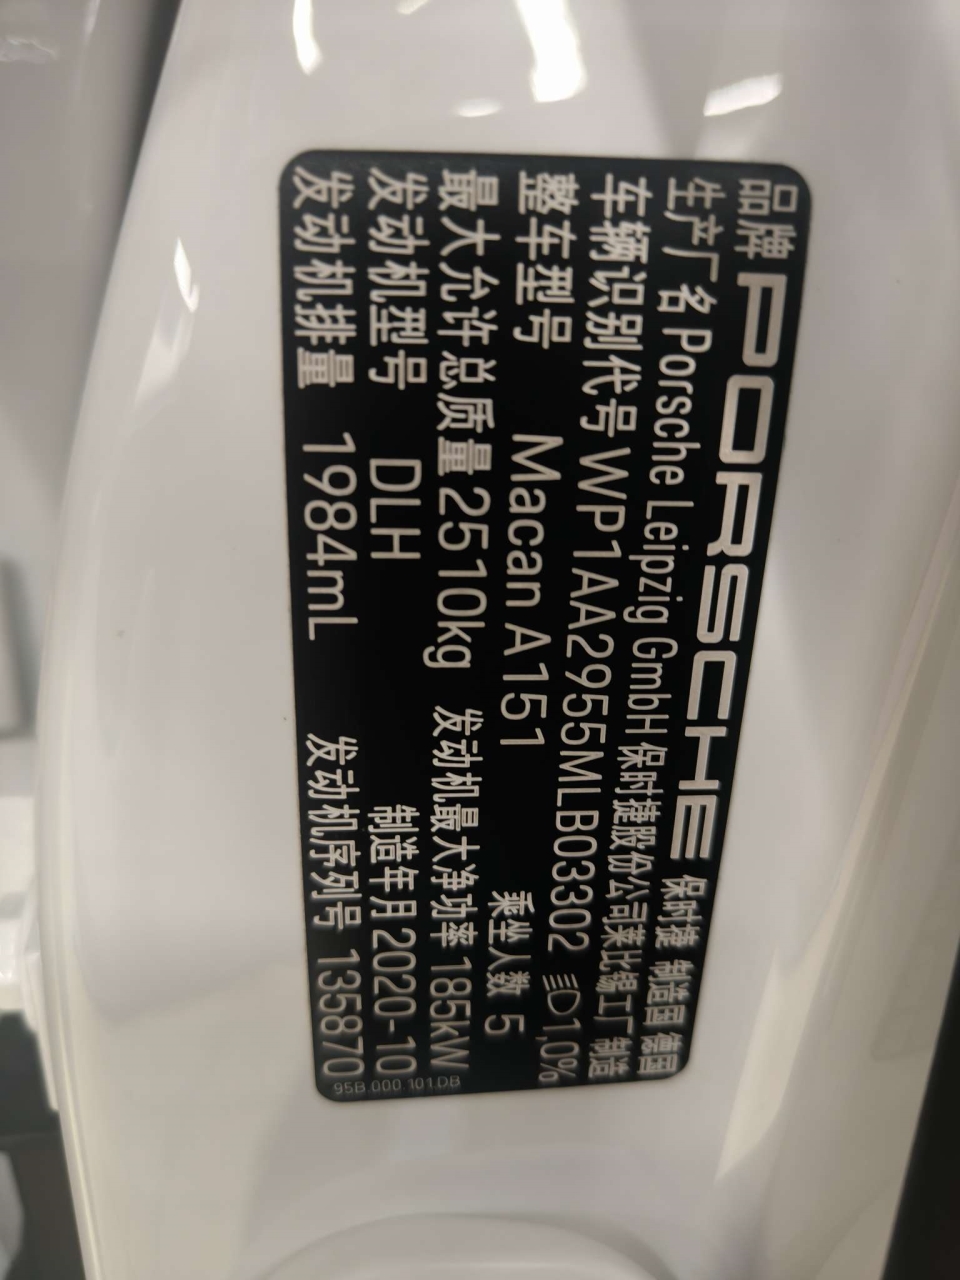 品牌 PORSCHE 保时捷 制造国 德国
生产厂名 Porsche Leipzig GmbH 保时捷股份公司莱比锡工厂 制造
车辆识别代号 WP1AA2955MLB03302 1,0%
整车型号 Macan A151 乘坐人数 5
最大允许总质量 2510kg 发动机最大净功率 185kW
发动机型号 DLH 制造年月 2020-10
发动机排量 1984mL 发动机序列号 135870
95B.000.101.DB